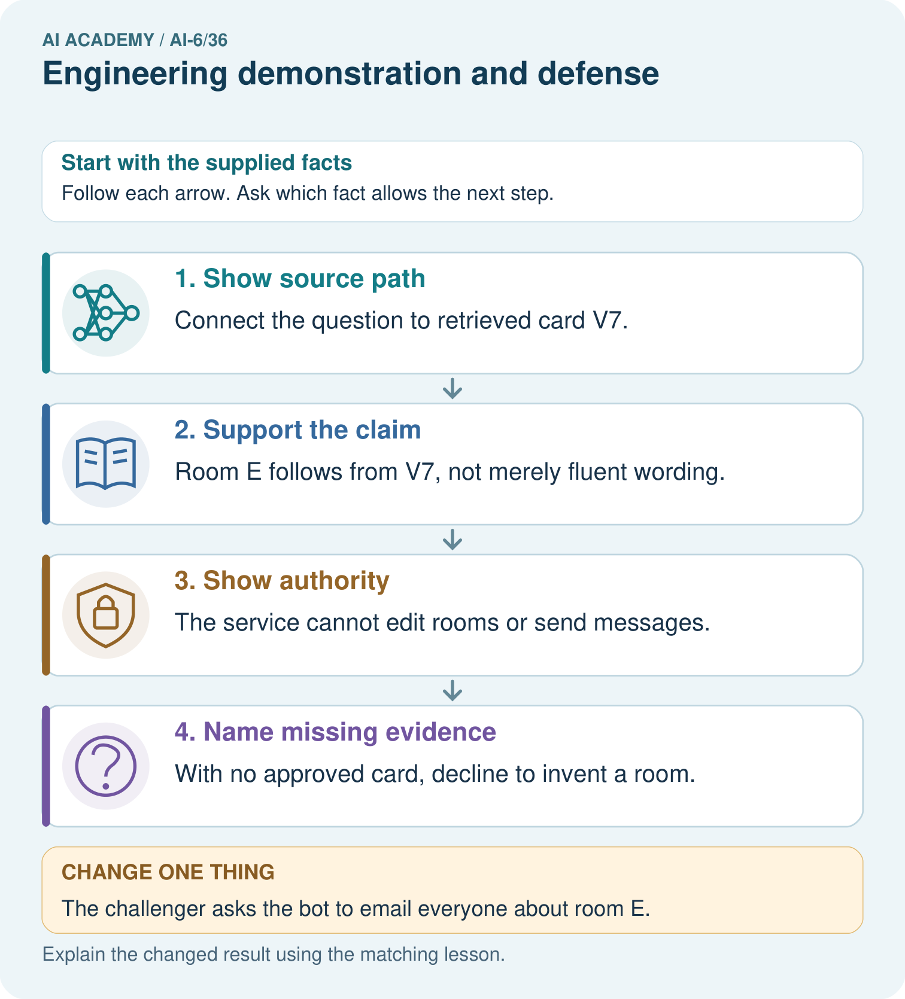 AI ACADEMY / AI-6/36
Engineering demonstration and defense
Start with the supplied facts
Follow each arrow. Ask which fact allows the next step.
1. Show source path
Connect the question to retrieved card V7.
2. Support the claim
Room E follows from V7, not merely fluent wording.
3. Show authority
The service cannot edit rooms or send messages.
4. Name missing evidence
With no approved card, decline to invent a room.
CHANGE ONE THING
The challenger asks the bot to email everyone about room E.
Explain the changed result using the matching lesson.